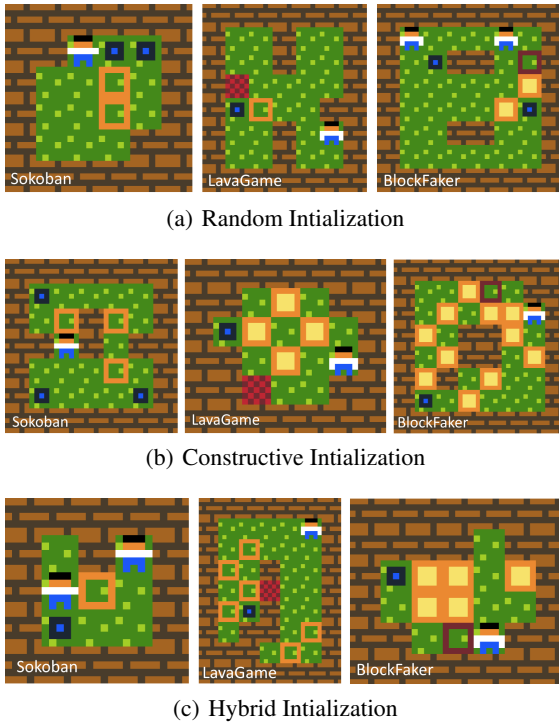 Sokoban
LavaGame
BlockFaker
(a) Random Intialization
Sokoban
LavaGame
BlockFaker
(b) Constructive Intialization
Sokoban
LavaGame
BlockFaker
(c) Hybrid Intialization